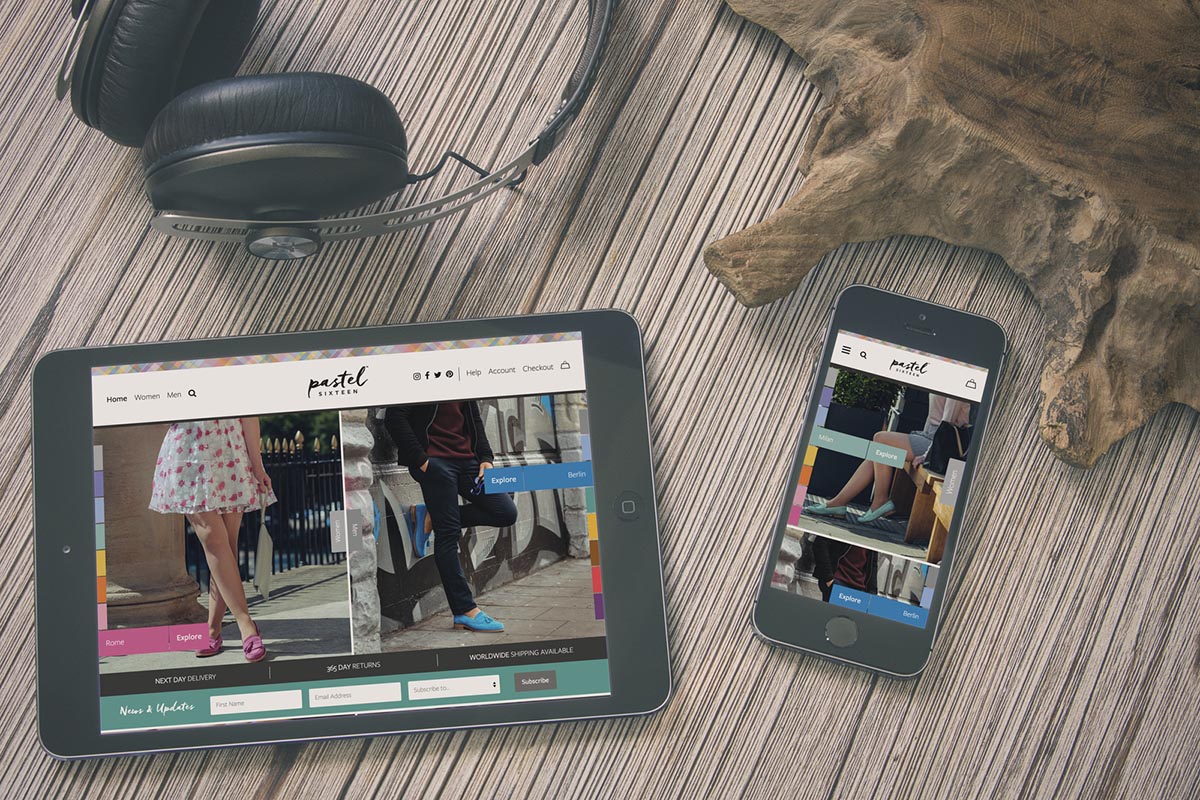 Home Women Men
pastel
SIXTEEN
Help Account Checkout
Explore Berlin
Women
Men
Rome Explore
NEXT DAY DELIVERY
365 DAY RETURNS
WORLDWIDE SHIPPING AVAILABLE
News & Updates
First Name
Email Address
Subscribe to..
Subscribe
pastel
SIXTEEN
Milan Explore
Women
Explore Berlin